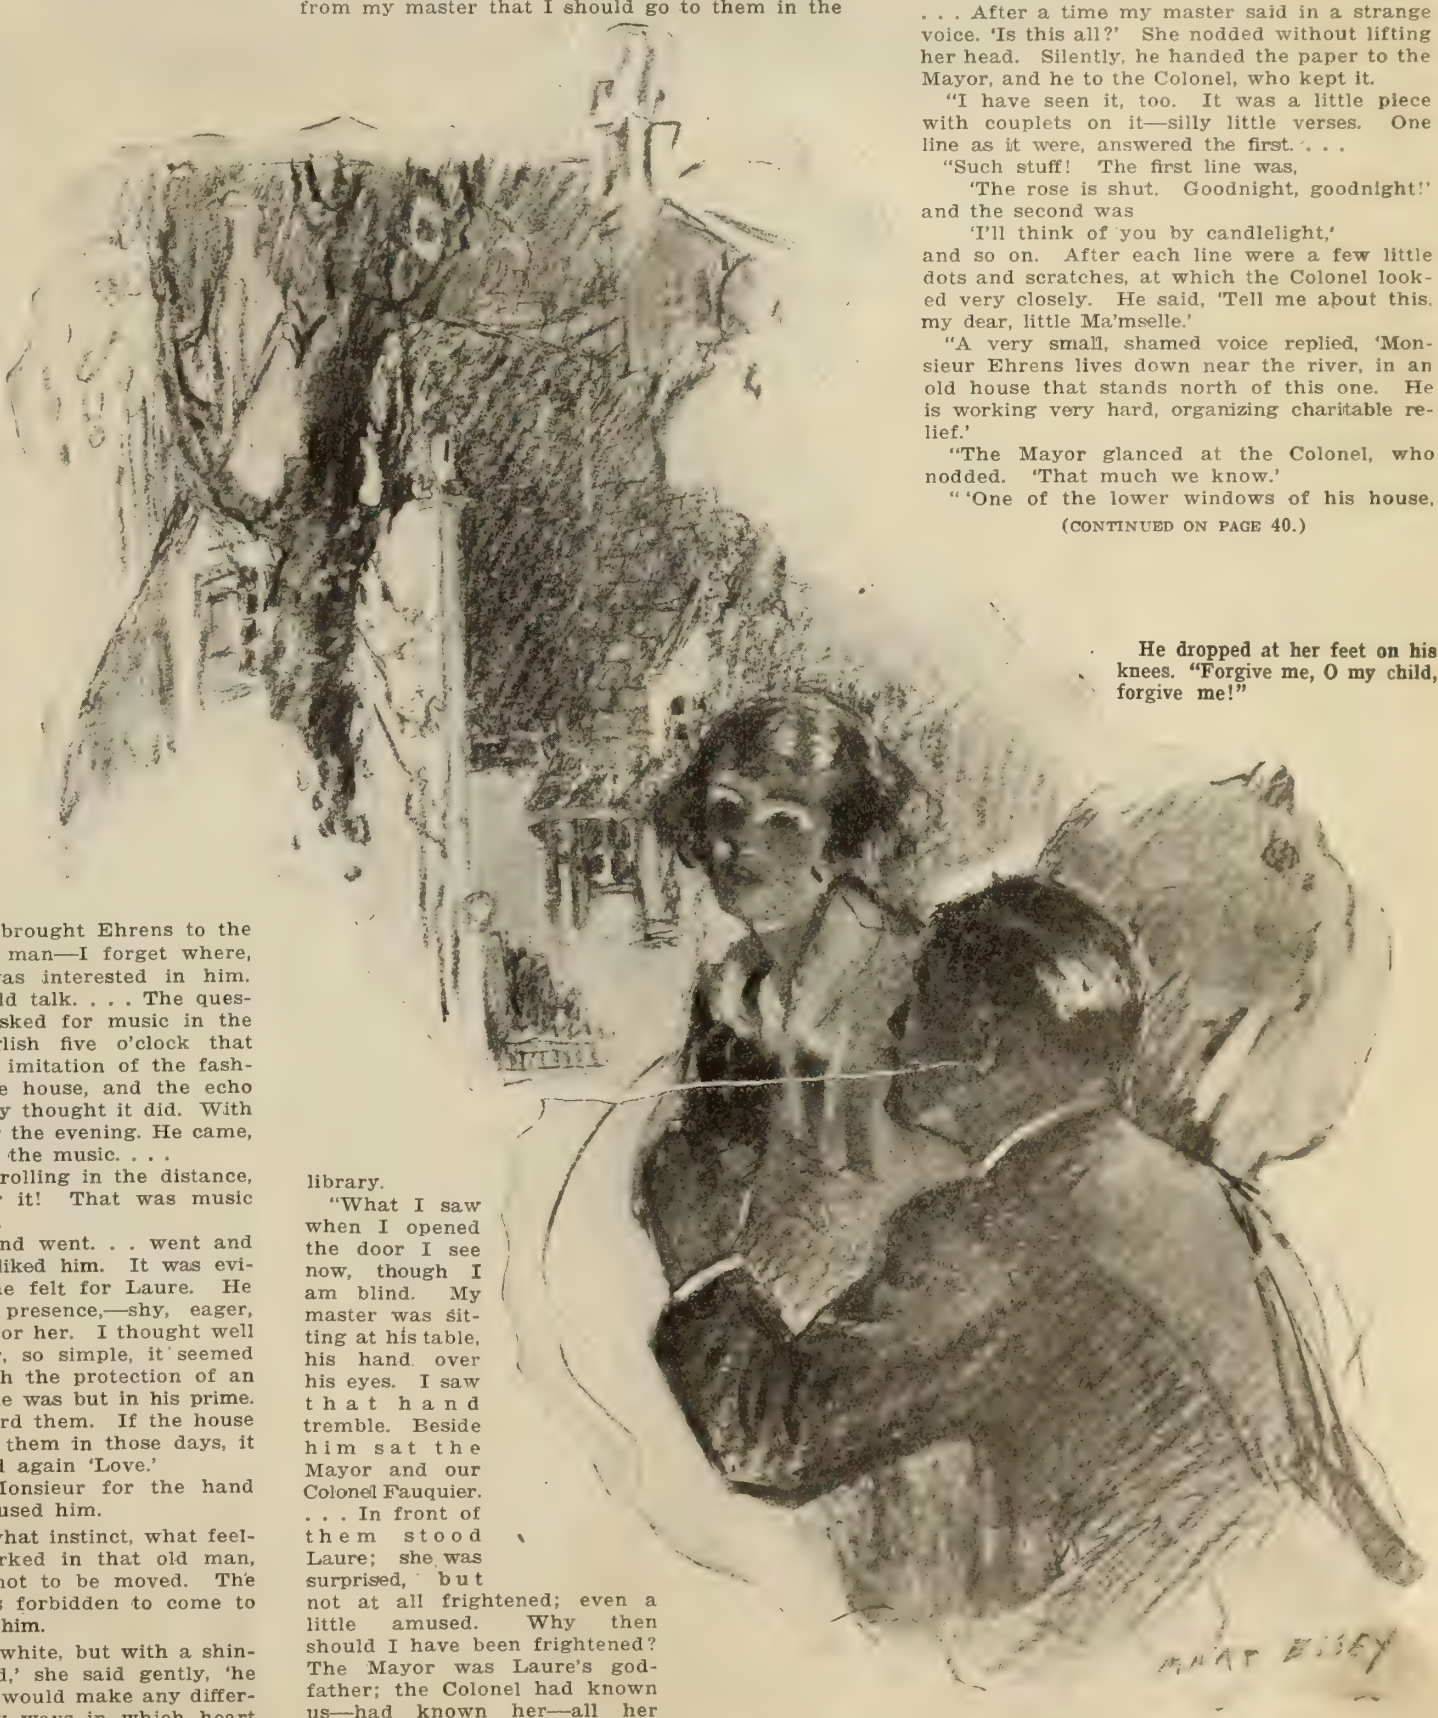 brought Ehrens to the
man—I forget where,
as interested in him.
ld talk. . . . The ques-
sked for music in the
lish five o'clock that
imitation of the fash-
e house, and the echo
y thought it did. With
the evening. He came,
the music. . . .
rolling in the distance,
it! That was music
nd went. . . went and
liked him. It was evi-
e felt for Laure. He
presence,—shy, eager,
or her. I thought well
, so simple, it seemed
h the protection of an
e was but in his prime.
rd them. If the house
them in those days, it
again 'Love.'
onsieur for the hand
used him.
hat instinct, what feel-
rked in that old man,
not to be moved. The
forbidden to come to
him.
white, but with a shin-
,' she said gently, 'he
would make any differ-
ways in which heart
from my master that I should go to them in the
library.
"What I saw
when I opened
the door I see
now, though I
am blind. My
master was sit-
ting at his table,
his hand over
his eyes. I saw
that hand
tremble. Beside
him sat the
Mayor and our
Colonel Fauquier.
. . . In front of
them stood
Laure; she was
surprised, but
not at all frightened; even a
little amused. Why then
should I have been frightened?
The Mayor was Laure's god-
father; the Colonel had known
us—had known her—all her
. . . After a time my master said in a strange
voice. 'Is this all?' She nodded without lifting
her head. Silently, he handed the paper to the
Mayor, and he to the Colonel, who kept it.
"I have seen it, too. It was a little piece
with couplets on it—silly little verses. One
line as it were, answered the first. . . .
"Such stuff! The first line was,
'The rose is shut. Goodnight, goodnight!'
and the second was
'I'll think of you by candlelight,'
and so on. After each line were a few little
dots and scratches, at which the Colonel look-
ed very closely. He said, 'Tell me about this,
my dear, little Ma'mselle.'
"A very small, shamed voice replied, 'Mon-
sieur Ehrens lives down near the river, in an
old house that stands north of this one. He
is working very hard, organizing charitable re-
lief.'
"The Mayor glanced at the Colonel, who
nodded. 'That much we know.'
"'One of the lower windows of his house,
(CONTINUED ON PAGE 40.)
He dropped at her feet on his
knees. "Forgive me, O my child,
forgive me!"